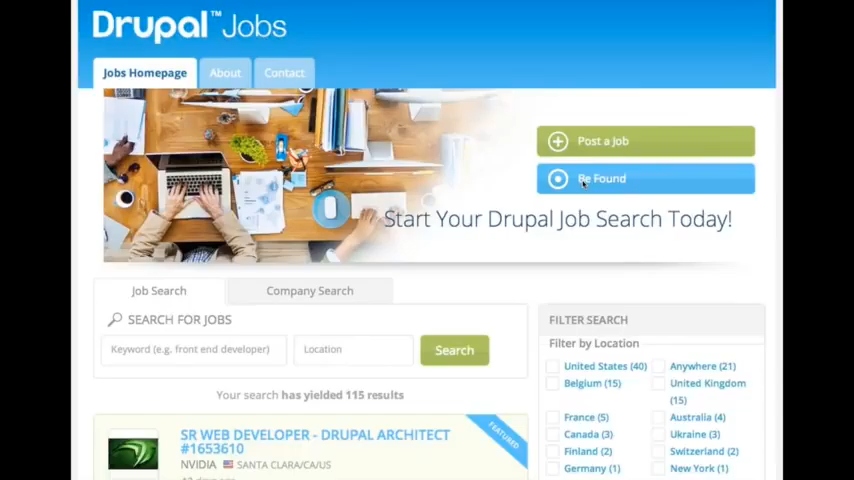 Drupal™ Jobs
Jobs Homepage
About
Contact
Post a Job
Be Found
Start Your Drupal Job Search Today!
Job Search
Company Search
SEARCH FOR JOBS
Keyword (e.g. front end developer)
Location
Search
Your search has yielded 115 results
SR WEB DEVELOPER - DRUPAL ARCHITECT
#1653610
NVIDIA SANTA CLARA/CA/US
FEATURED
FILTER SEARCH
Filter by Location
United States (40)
Anywhere (21)
Belgium (15)
United Kingdom
(15)
France (5)
Australia (4)
Canada (3)
Ukraine (3)
Finland (2)
Switzerland (2)
Germany (1)
New York (1)